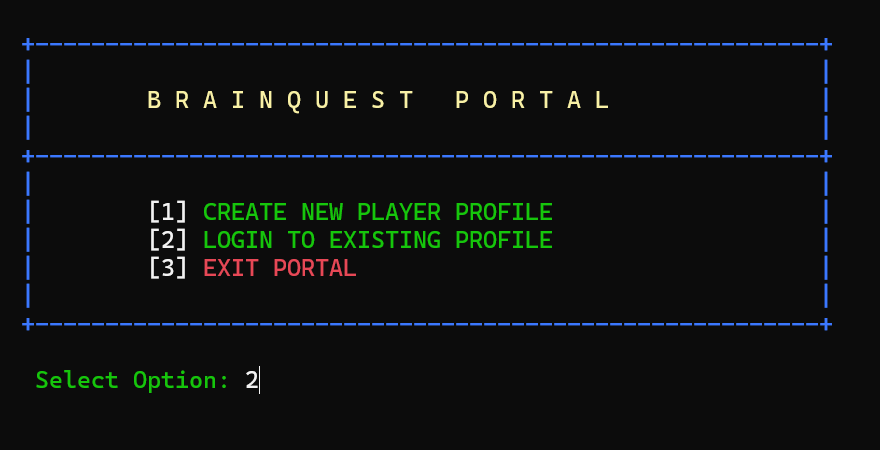 B R A I N Q U E S T   P O R T A L
[1] CREATE NEW PLAYER PROFILE
[2] LOGIN TO EXISTING PROFILE
[3] EXIT PORTAL
Select Option: 2